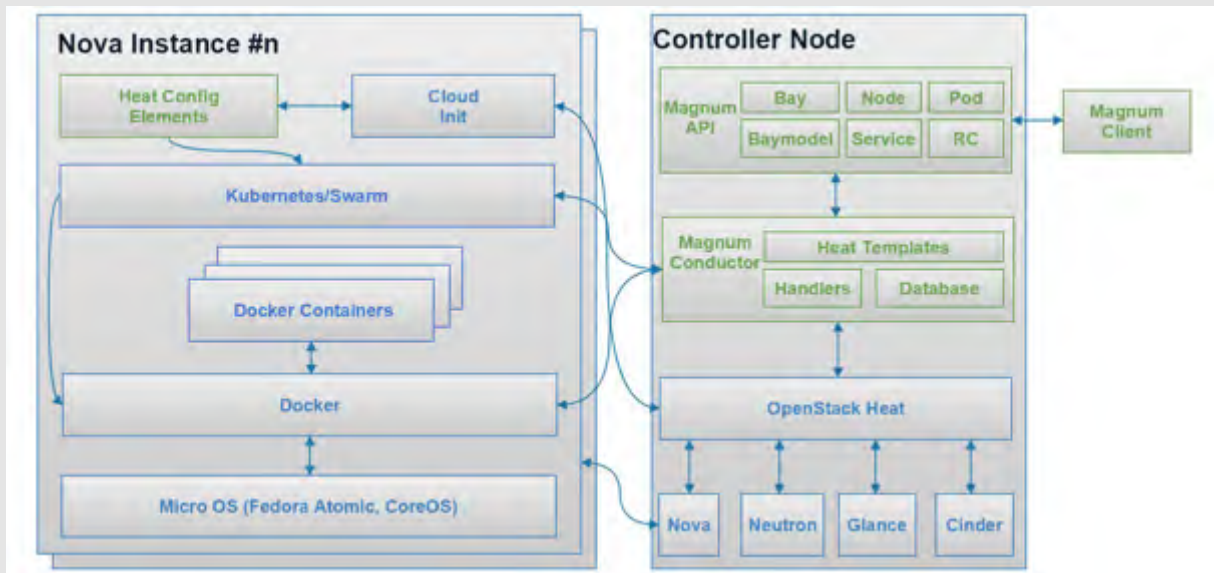 Nova Instance #n
Heat Config
Elements
Cloud
Init
Kubernetes/Swarm
Docker Containers
Docker
Micro OS (Fedora Atomic, CoreOS)
Controller Node
Magnum
API
Bay
Node
Pod
Baymodel
Service
RC
Magnum
Client
Magnum
Conductor
Heat Templates
Handlers
Database
OpenStack Heat
Nova
Neutron
Glance
Cinder